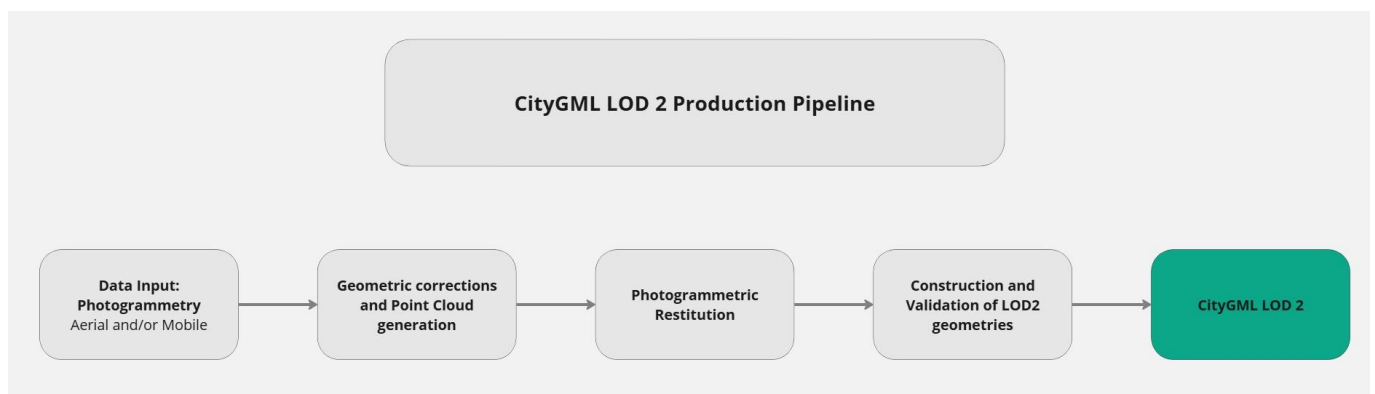 CityGML LOD 2 Production Pipeline
Data Input:
Photogrammetry
Aerial and/or Mobile
Geometric corrections
and Point Cloud
generation
Photogrammetric
Restitution
Construction and
Validation of LOD2
geometries
CityGML LOD 2